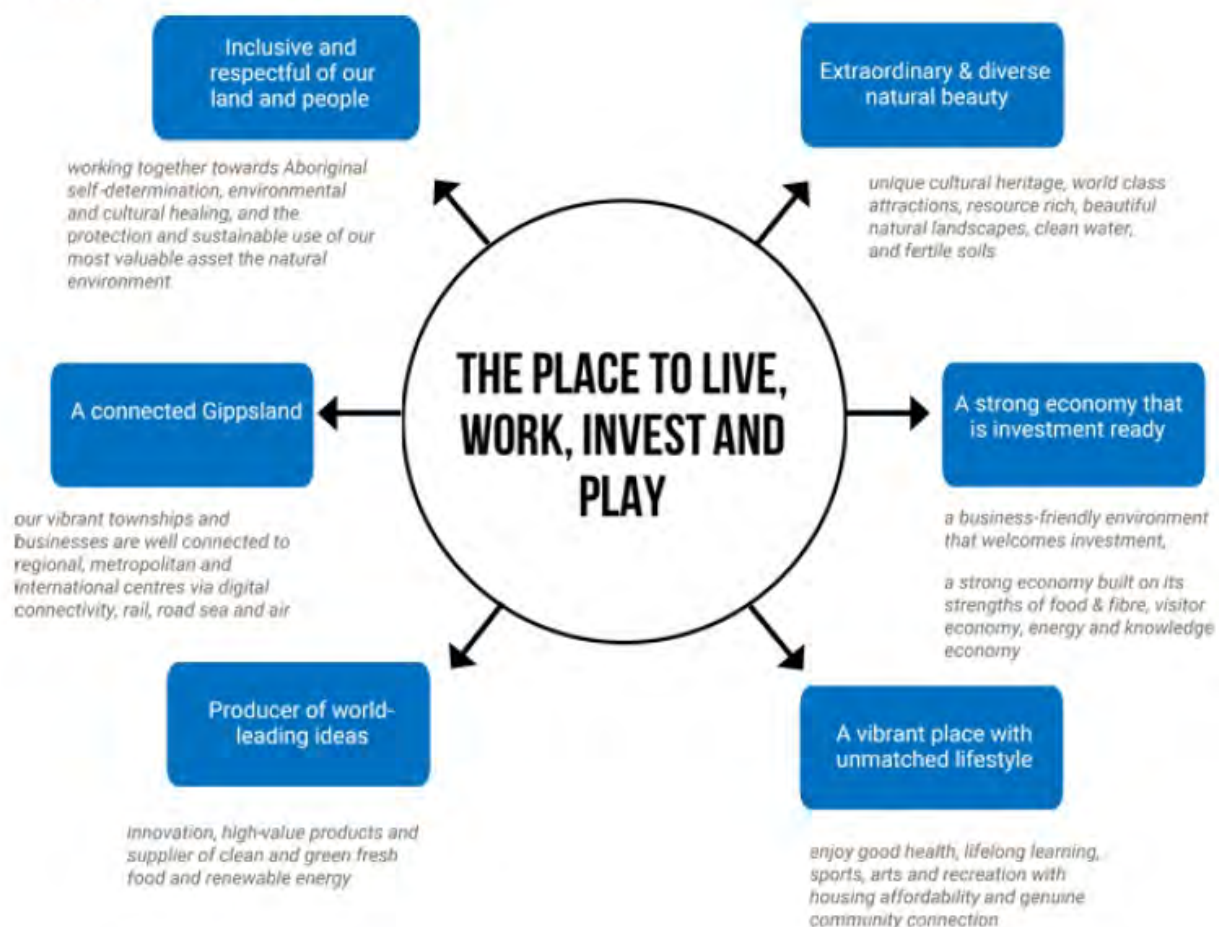 Inclusive and
respectful of our
land and people
working together towards Aboriginal
self-determination, environmental
and cultural healing, and the
protection and sustainable use of our
most valuable asset the natural
environment
Extraordinary & diverse
natural beauty
unique cultural heritage, world class
attractions, resource rich, beautiful
natural landscapes, clean water,
and fertile soils
THE PLACE TO LIVE,
WORK, INVEST AND
PLAY
A connected Gippsland
our vibrant townships and
businesses are well connected to
regional, metropolitan and
international centres via digital
connectivity, rail, road sea and air
A strong economy that
is investment ready
a business-friendly environment
that welcomes investment,
a strong economy built on its
strengths of food & fibre, visitor
economy, energy and knowledge
economy
Producer of world-
leading ideas
innovation, high-value products and
supplier of clean and green fresh
food and renewable energy
A vibrant place with
unmatched lifestyle
enjoy good health, lifelong learning,
sports, arts and recreation with
housing affordability and genuine
community connection